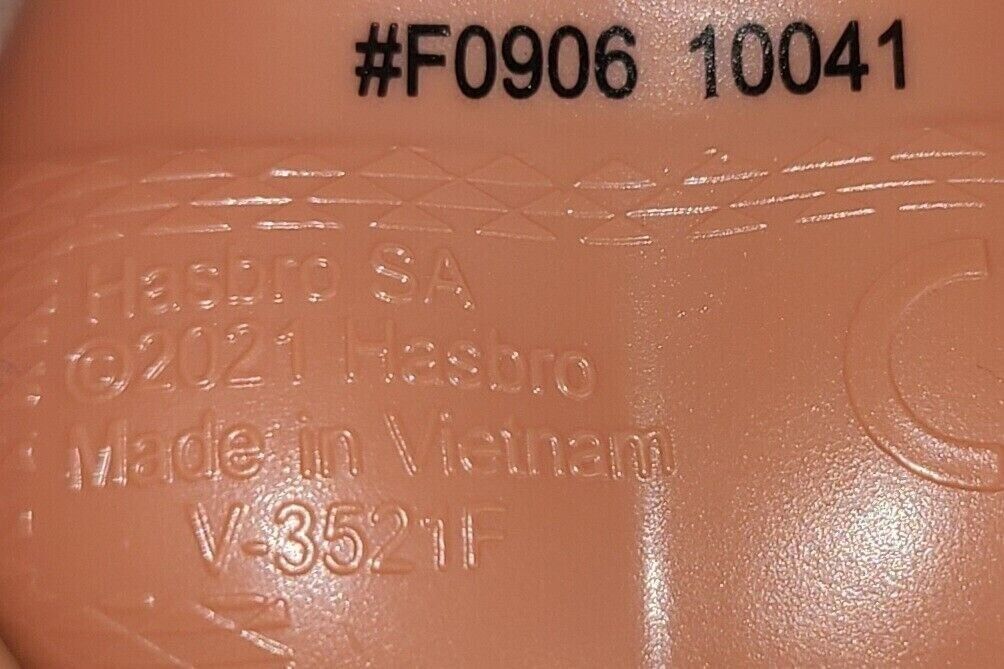 #F0906 10041
Hasbro SA
©2021 Hasbro
Made in Vietnam
V-3521F